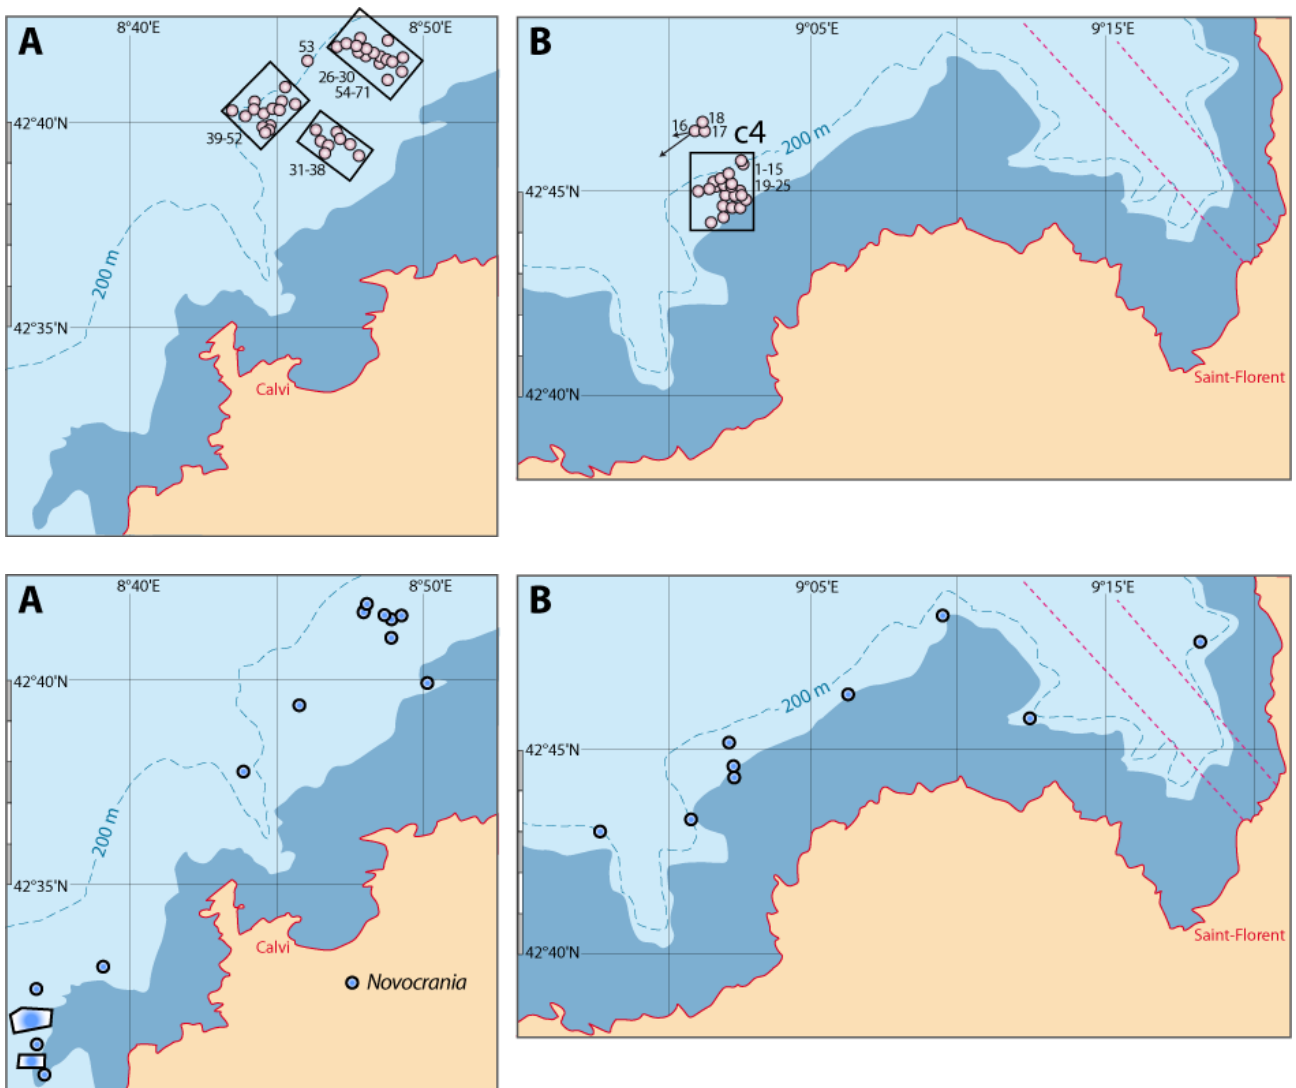 A
8°40'E
8°50'E
53
26-30
54-71
42°40'N
39-52
31-38
200 m
42°35'N
Calvi
B
9°05'E
9°15'E
18
16
17
c4
200 m
1-15
19-25
42°45'N
42°40'N
Saint-Florent
A
8°40'E
8°50'E
42°40'N
200 m
42°35'N
Calvi
Novocrania
B
9°05'E
9°15'E
200 m
42°45'N
42°40'N
Saint-Florent